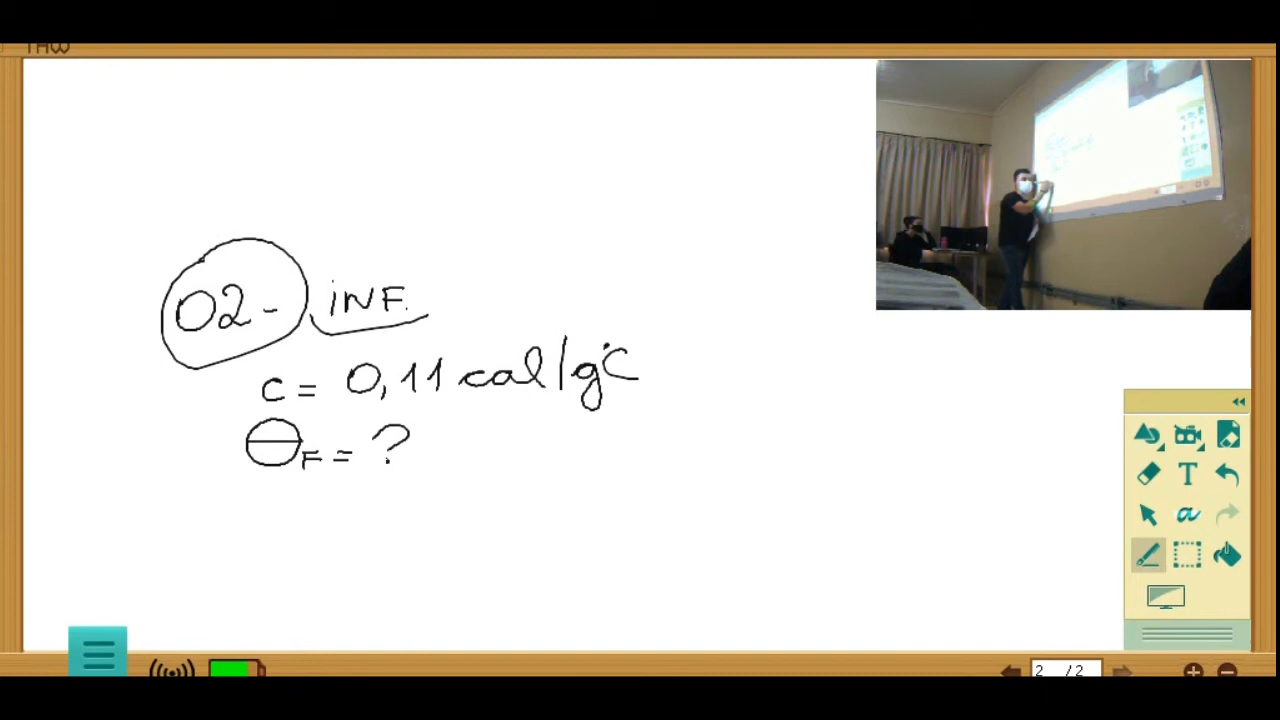 02- INF.
c = 0,11 cal/g°C
θF = ?
2 /2